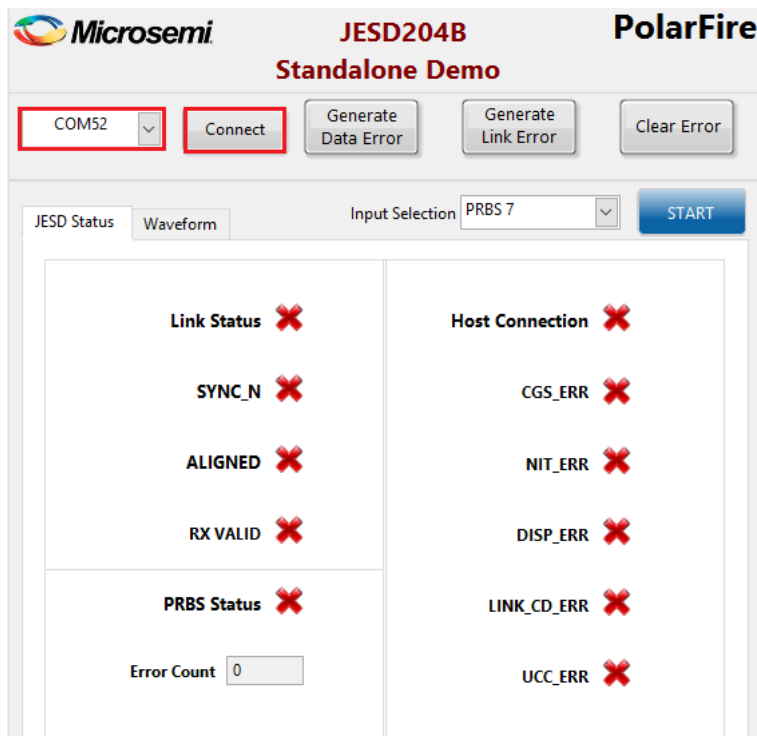 Microsemi
JESD204B
Standalone Demo
PolarFire
COM52
Connect
Generate
Data Error
Generate
Link Error
Clear Error
JESD Status
Waveform
Input Selection
PRBS 7
START
Link Status
SYNC_N
ALIGNED
RX VALID
PRBS Status
Error Count
0
Host Connection
CGS_ERR
NIT_ERR
DISP_ERR
LINK_CD_ERR
UCC_ERR